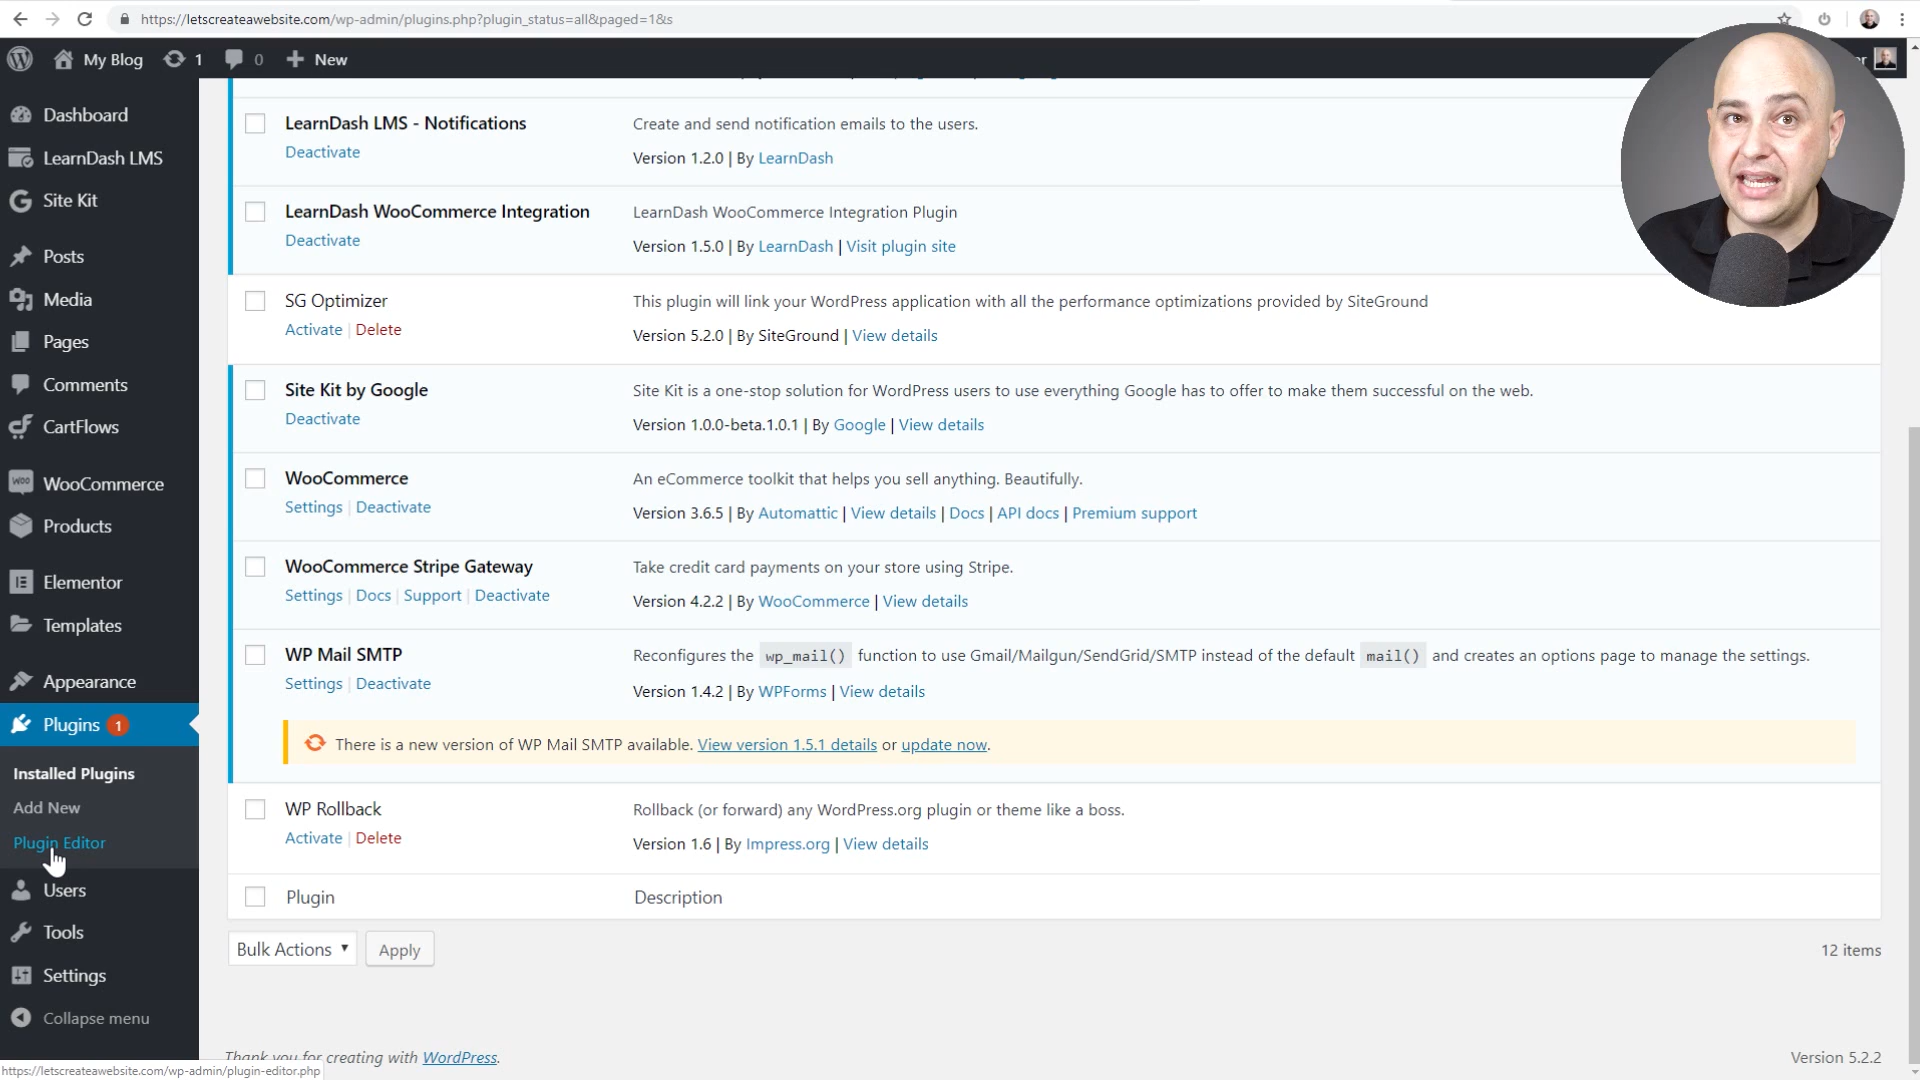 https://letscreateawebsite.com/wp-admin/plugins.php?plugin_status=all&paged=1&s
My Blog 1 0 New
Dashboard
LearnDash LMS
Site Kit
Posts
Media
Pages
Comments
CartFlows
WooCommerce
Products
Elementor
Templates
Appearance
Plugins 1
Installed Plugins
Add New
Plugin Editor
Users
Tools
Settings
Collapse menu
LearnDash LMS - Notifications
Create and send notification emails to the users.
Deactivate
Version 1.2.0 | By LearnDash
LearnDash WooCommerce Integration
LearnDash WooCommerce Integration Plugin
Deactivate
Version 1.5.0 | By LearnDash | Visit plugin site
SG Optimizer
This plugin will link your WordPress application with all the performance optimizations provided by SiteGround
Activate | Delete
Version 5.2.0 | By SiteGround | View details
Site Kit by Google
Site Kit is a one-stop solution for WordPress users to use everything Google has to offer to make them successful on the web.
Deactivate
Version 1.0.0-beta.1.0.1 | By Google | View details
WooCommerce
An eCommerce toolkit that helps you sell anything. Beautifully.
Settings | Deactivate
Version 3.6.5 | By Automattic | View details | Docs | API docs | Premium support
WooCommerce Stripe Gateway
Take credit card payments on your store using Stripe.
Settings | Docs | Support | Deactivate
Version 4.2.2 | By WooCommerce | View details
WP Mail SMTP
Reconfigures the wp_mail() function to use Gmail/Mailgun/SendGrid/SMTP instead of the default mail() and creates an options page to manage the settings.
Settings | Deactivate
Version 1.4.2 | By WPForms | View details
There is a new version of WP Mail SMTP available. View version 1.5.1 details or update now.
WP Rollback
Rollback (or forward) any WordPress.org plugin or theme like a boss.
Activate | Delete
Version 1.6 | By Impress.org | View details
Plugin
Description
Bulk Actions
Apply
12 items
Thank you for creating with WordPress.
Version 5.2.2
https://letscreateawebsite.com/wp-admin/plugin-editor.php